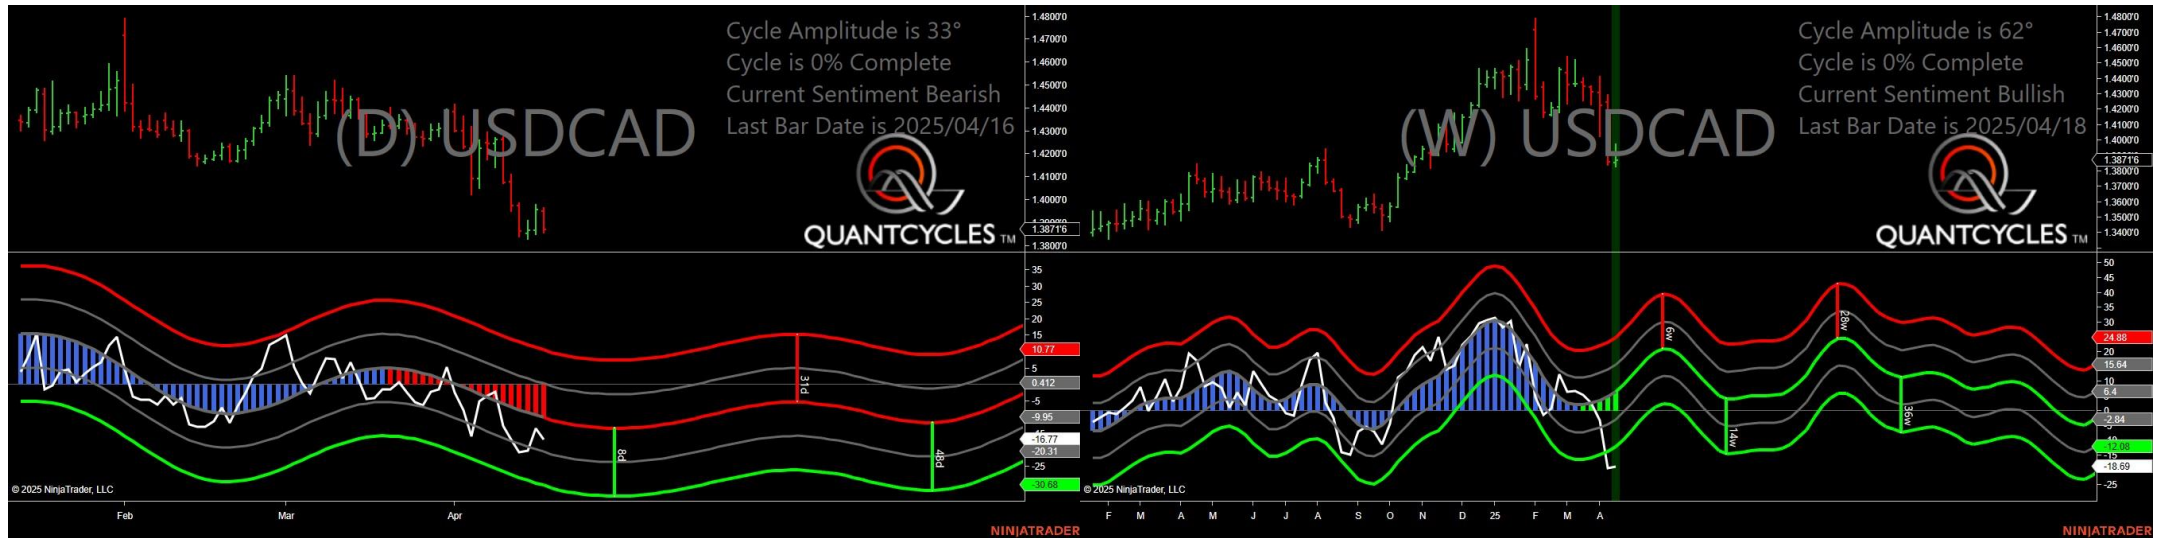 Cycle Amplitude is 33°
Cycle is 0% Complete
Current Sentiment Bearish
Last Bar Date is 2025/04/16
(D) USDCAD
QUANTCYCLES TM
1.4800'0
1.4700'0
1.4600'0
1.4500'0
1.4400'0
1.4300'0
1.4200'0
1.4100'0
1.4000'0
1.3871'6
1.3800'0
35
30
25
20
15
10.77
5
0.412
-5
-9.95
-16.77
-20.31
-25
-30.68
31d
8d
48d
© 2025 NinjaTrader, LLC
Feb Mar Apr
NINJATRADER
Cycle Amplitude is 62°
Cycle is 0% Complete
Current Sentiment Bullish
Last Bar Date is 2025/04/18
(W) USDCAD
QUANTCYCLES TM
1.4800'0
1.4700'0
1.4600'0
1.4500'0
1.4400'0
1.4300'0
1.4200'0
1.4100'0
1.4000'0
1.3871'6
1.3800'0
1.3700'0
1.3600'0
1.3500'0
1.3400'0
50
45
40
35
30
24.88
20
15.64
10
6.4
0
-2.84
-12.08
-15
-18.69
-25
6w
28w
14w
36w
© 2025 NinjaTrader, LLC
F M A M J J A S O N D 25 F M A
NINJATRADER